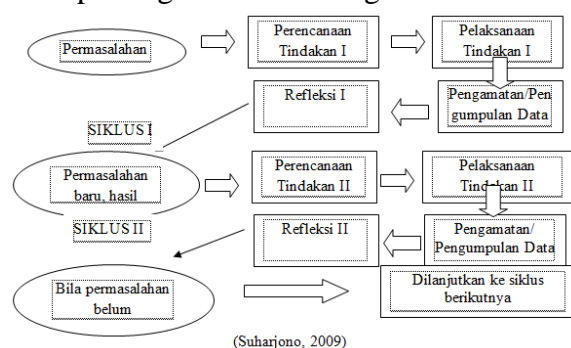 Permasalahan
Perencanaan
Tindakan I
Pelaksanaan
Tindakan I
Refleksi I
Pengamatan/Pen
gumpulan Data
SIKLUS I
Permasalahan
baru, hasil
Perencanaan
Tindakan II
Pelaksanaan
Tindakan II
SIKLUS II
Refleksi II
Pengamatan/
Pengumpulan Data
Bila permasalahan
belum
Dilanjutkan ke siklus
berikutnya
(Suharjono, 2009)